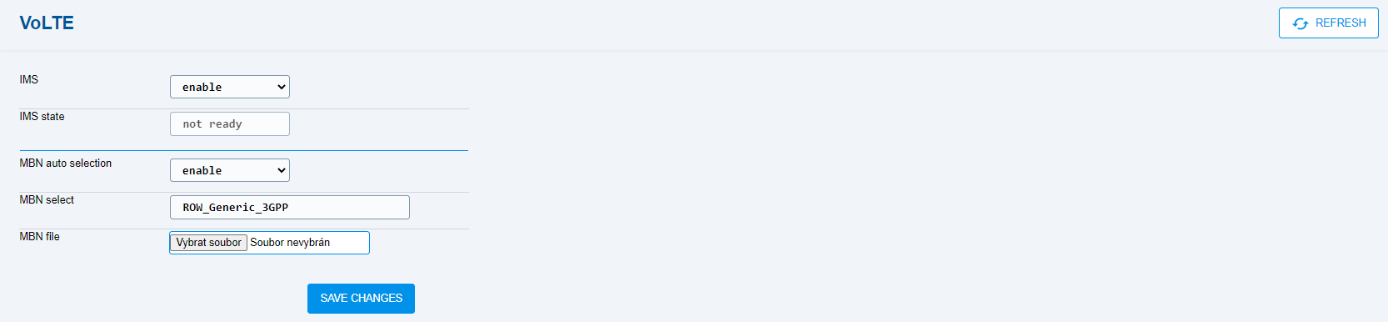 VoLTE
REFRESH
IMS
enable
IMS state
not ready
MBN auto selection
enable
MBN select
ROW_Generic_3GPP
MBN file
Vybrat soubor Soubor nevybrán
SAVE CHANGES